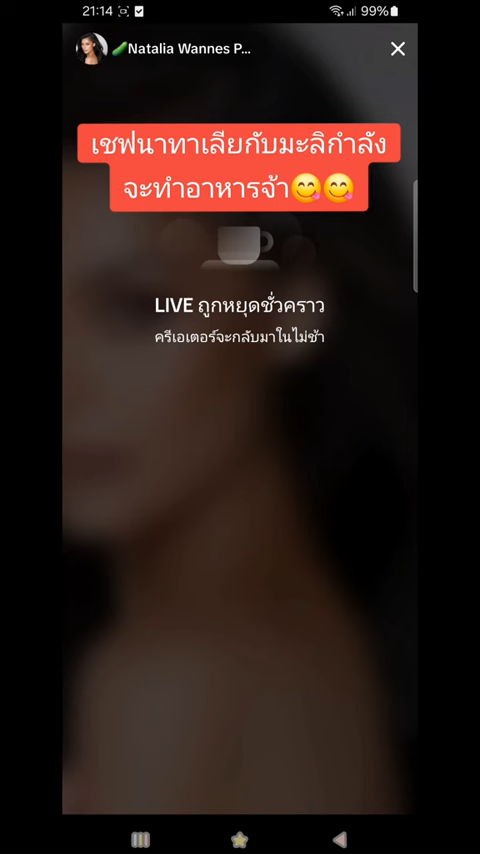 21:14
99%
🥒Natalia Wannes P...
เชฟนาทาเลียกับมะลิกำลัง
จะทำอาหารจ้า😋😋
LIVE ถูกหยุดชั่วคราว
ครีเอเตอร์จะกลับมาในไม่ช้า